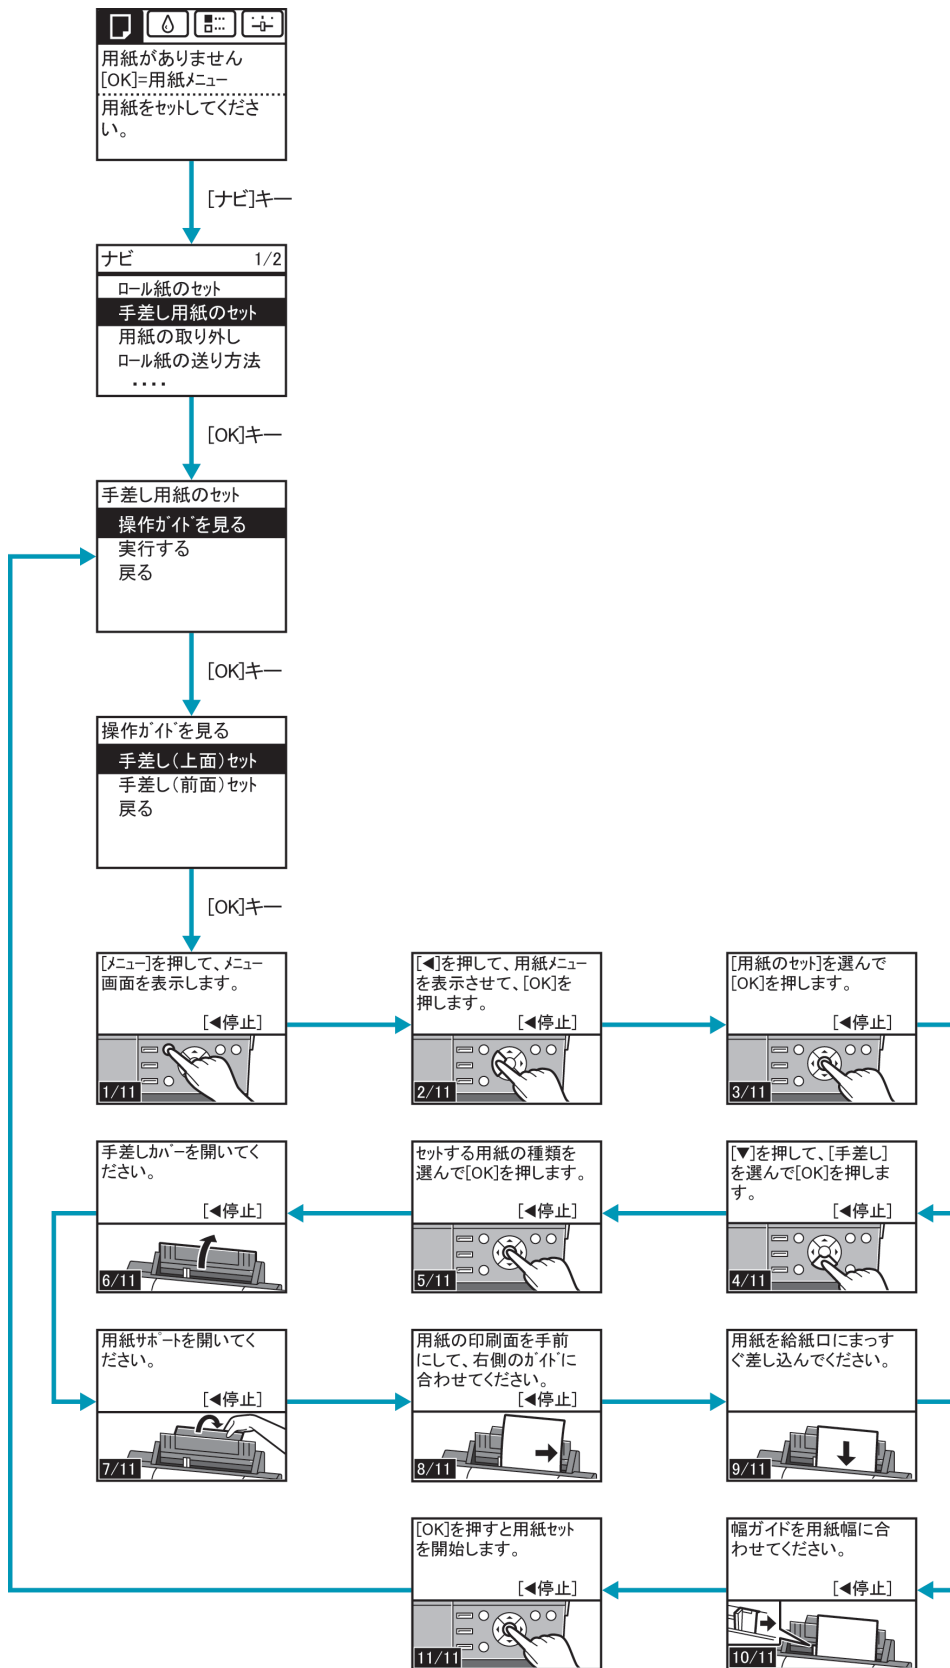 用紙がありません
[OK]=用紙メニュー
用紙をセットしてくださ
い。
[ナビ]キー
ナビ 1/2
ロール紙のセット
手差し用紙のセット
用紙の取り外し
ロール紙の送り方法
････
[OK]キー
手差し用紙のセット
操作ガイドを見る
実行する
戻る
[OK]キー
操作ガイドを見る
手差し(上面)セット
手差し(前面)セット
戻る
[OK]キー
[メニュー]を押して、メニュー
画面を表示します。
[◀停止]
1/11
[◀]を押して、用紙メニュー
を表示させて、[OK]を
押します。
[◀停止]
2/11
[用紙のセット]を選んで
[OK]を押します。
[◀停止]
3/11
[▼]を押して、[手差し]
を選んで[OK]を押しま
す。
[◀停止]
4/11
セットする用紙の種類を
選んで[OK]を押します。
[◀停止]
5/11
手差しカバーを開いてく
ださい。
[◀停止]
6/11
用紙サポートを開いてく
ださい。
[◀停止]
7/11
用紙の印刷面を手前
にして、右側のガイドに
合わせてください。
[◀停止]
8/11
用紙を給紙口にまっす
ぐ差し込んでください。
9/11
幅ガイドを用紙幅に合
わせてください。
[◀停止]
10/11
[OK]を押すと用紙セット
を開始します。
[◀停止]
11/11